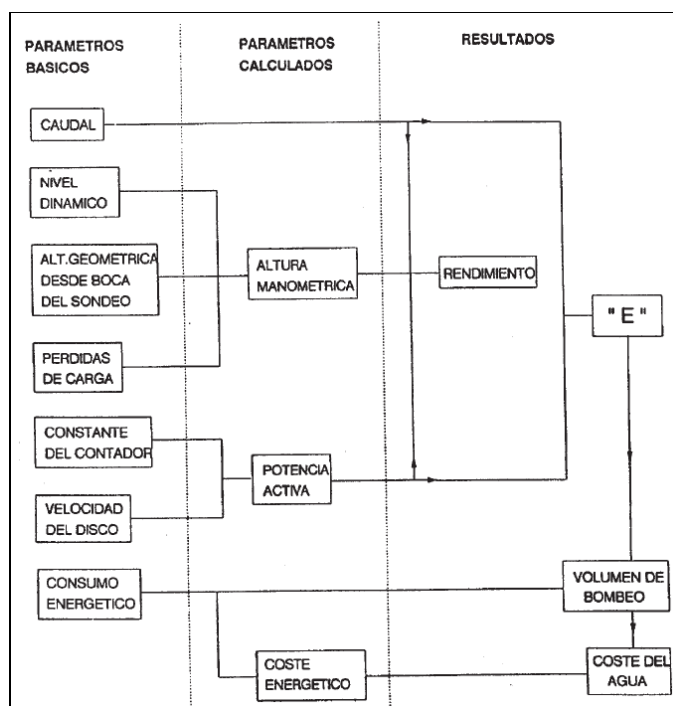 PARAMETROS
BASICOS
PARAMETROS
CALCULADOS
RESULTADOS
CAUDAL
NIVEL
DINAMICO
ALT.GEOMETRICA
DESDE BOCA
DEL SONDEO
ALTURA
MANOMETRICA
RENDIMIENTO
" E "
PERDIDAS
DE CARGA
CONSTANTE
DEL CONTADOR
POTENCIA
ACTIVA
VELOCIDAD
DEL DISCO
CONSUMO
ENERGETICO
VOLUMEN DE
BOMBEO
COSTE
ENERGETICO
COSTE DEL
AGUA